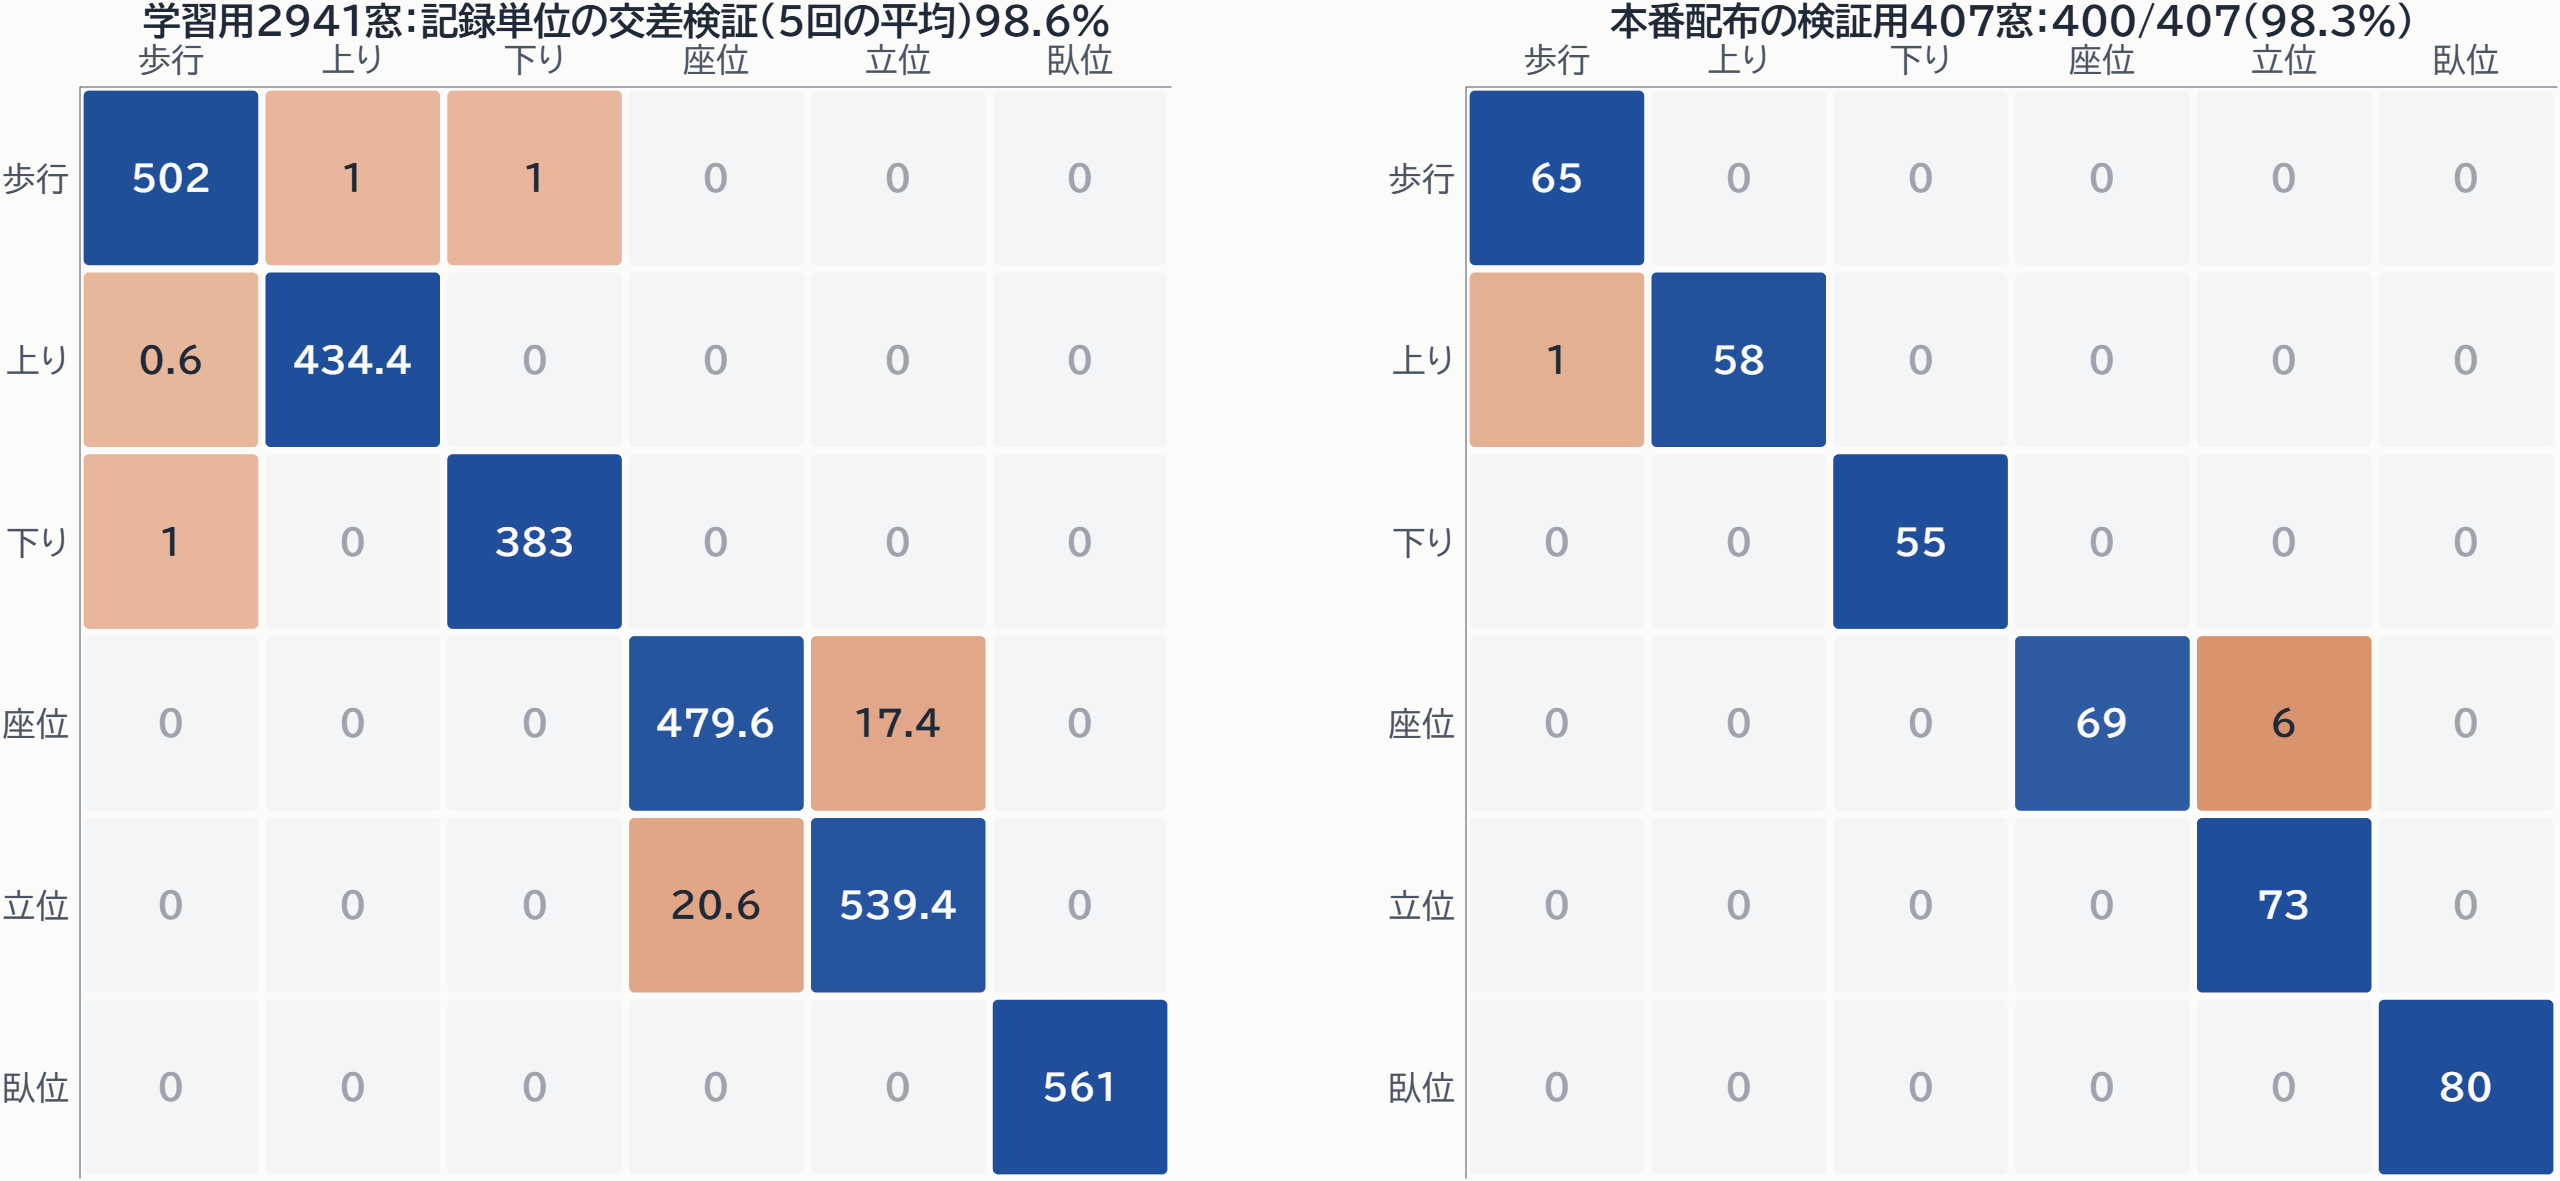 学習用2941窓：記録単位の交差検証（5回の平均）98.6%
歩行 上り 下り 座位 立位 臥位
歩行 502 1 1 0 0 0
上り 0.6 434.4 0 0 0 0
下り 1 0 383 0 0 0
座位 0 0 0 479.6 17.4 0
立位 0 0 0 20.6 539.4 0
臥位 0 0 0 0 0 561
本番配布の検証用407窓：400/407（98.3%）
歩行 上り 下り 座位 立位 臥位
歩行 65 0 0 0 0 0
上り 1 58 0 0 0 0
下り 0 0 55 0 0 0
座位 0 0 0 69 6 0
立位 0 0 0 0 73 0
臥位 0 0 0 0 0 80